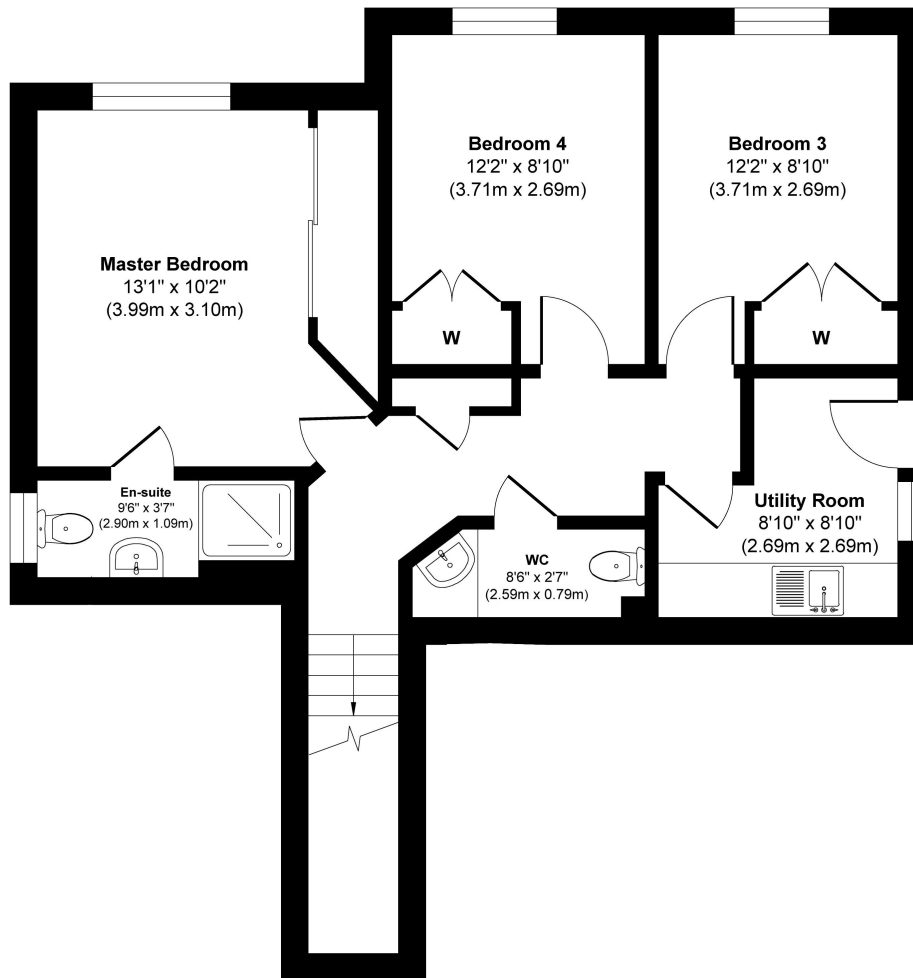 Bedroom 4
12'2" x 8'10"
(3.71m x 2.69m)
Bedroom 3
12'2" x 8'10"
(3.71m x 2.69m)
Master Bedroom
13'1" x 10'2"
(3.99m x 3.10m)
W
W
En-suite
9'6" x 3'7"
(2.90m x 1.09m)
Utility Room
8'10" x 8'10"
(2.69m x 2.69m)
WC
8'6" x 2'7"
(2.59m x 0.79m)